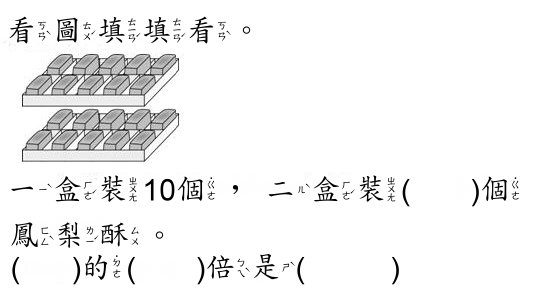 看圖填填看。
一盒裝10個，二盒裝(　　)個
鳳梨酥。
(　　)的(　　)倍是(　　)